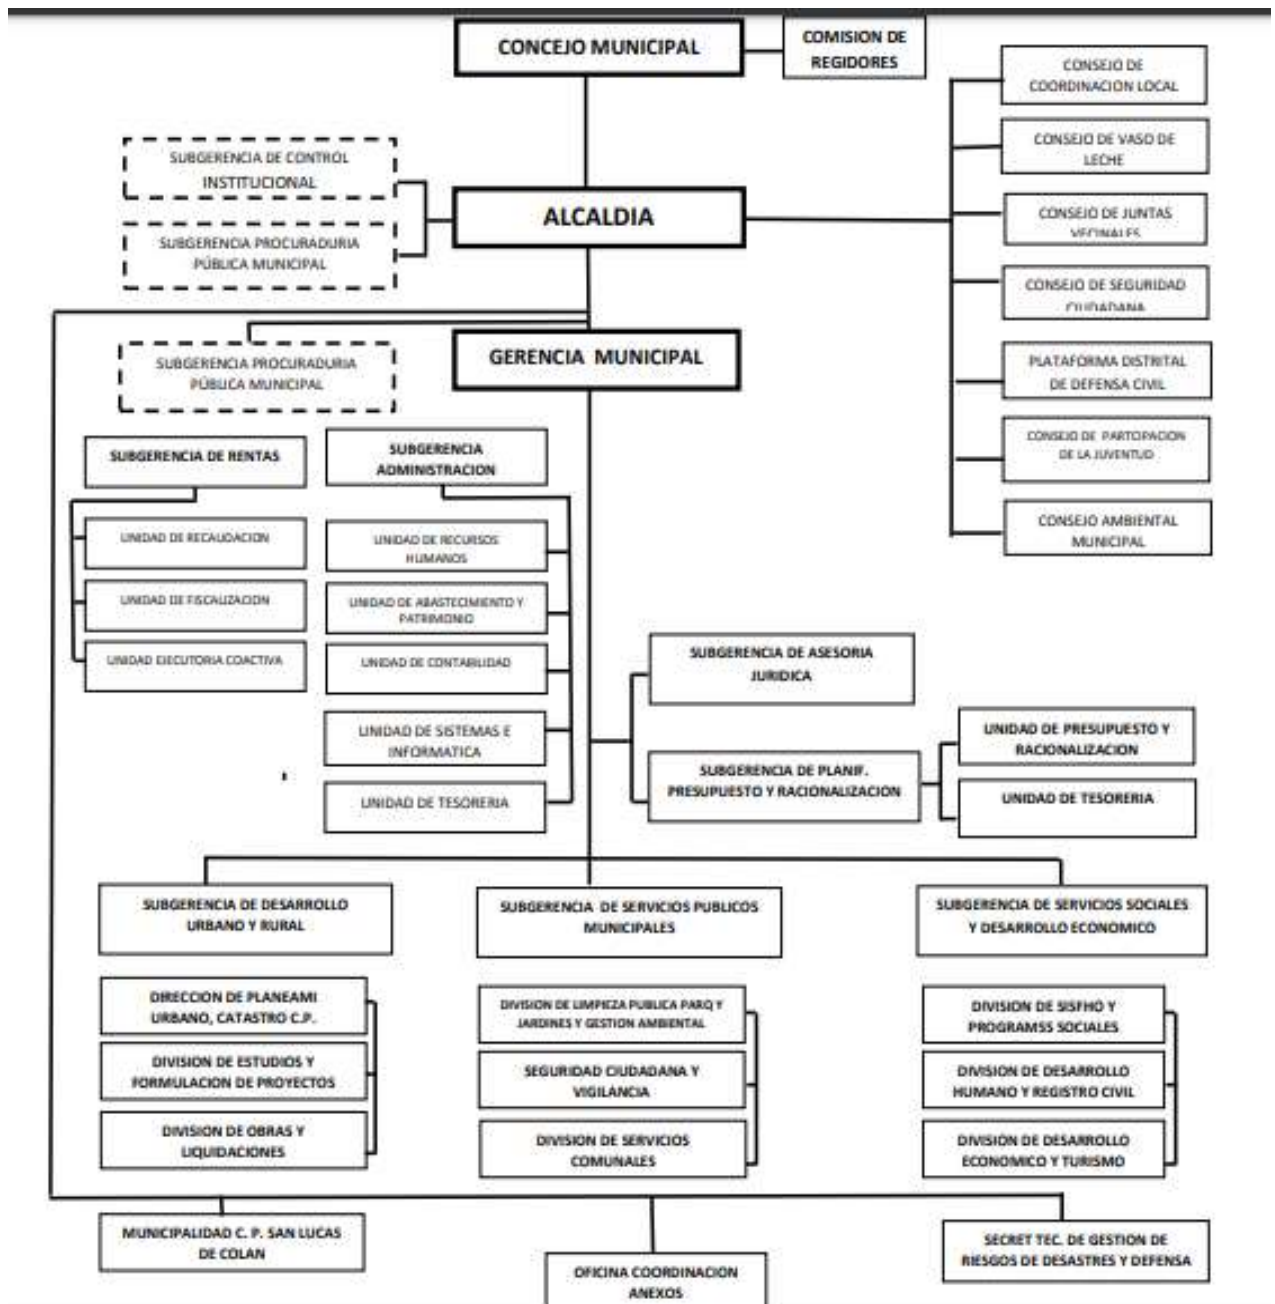 CONCEJO MUNICIPAL
COMISION DE
REGIDORES
CONSEJO DE
COORDINACION LOCAL
CONSEJO DE VASO DE
LECHE
CONSEJO DE JUNTAS
VECINALES
CONSEJO DE SEGURIDAD
CIUDADANA
PLATAFORMA DISTRITAL
DE DEFENSA CIVIL
CONSEJO DE PARTOPACION
DE LA JUVENTUD
CONSEJO AMBIENTAL
MUNICIPAL
SUBGERENCIA DE CONTROL
INSTITUCIONAL
SUBGERENCIA PROCURADURIA
PÚBLICA MUNICIPAL
ALCALDIA
SUBGERENCIA PROCURADURIA
PÚBLICA MUNICIPAL
GERENCIA MUNICIPAL
SUBGERENCIA DE RENTAS
UNIDAD DE RECAUDACION
UNIDAD DE FISCALIZACION
UNIDAD EJECUTORIA COACTIVA
SUBGERENCIA
ADMINISTRACION
UNIDAD DE RECURSOS
HUMANOS
UNIDAD DE ABASTECIMIENTO Y
PATRIMONIO
UNIDAD DE CONTABILIDAD
UNIDAD DE SISTEMAS E
INFORMATICA
UNIDAD DE TESORERIA
SUBGERENCIA DE ASESORIA
JURIDICA
SUBGERENCIA DE PLANIF.
PRESUPUESTO Y RACIONALIZACION
UNIDAD DE PRESUPUESTO Y
RACIONALIZACION
UNIDAD DE TESORERIA
SUBGERENCIA DE DESARROLLO
URBANO Y RURAL
DIRECCION DE PLANEAMI
URBANO, CATASTRO C.P.
DIVISION DE ESTUDIOS Y
FORMULACION DE PROYECTOS
DIVISION DE OBRAS Y
LIQUIDACIONES
SUBGERENCIA DE SERVICIOS PUBLICOS
MUNICIPALES
DIVISION DE LIMPIEZA PUBLICA PARQ Y
JARDINES Y GESTION AMBIENTAL
SEGURIDAD CIUDADANA Y
VIGILANCIA
DIVISION DE SERVICIOS
COMUNALES
SUBGERENCIA DE SERVICIOS SOCIALES
Y DESARROLLO ECONOMICO
DIVISION DE SISFHO Y
PROGRAMSS SOCIALES
DIVISION DE DESARROLLO
HUMANO Y REGISTRO CIVIL
DIVISION DE DESARROLLO
ECONOMICO Y TURISMO
MUNICIPALIDAD C. P. SAN LUCAS
DE COLAN
OFICINA COORDINACION
ANEXOS
SECRET TEC. DE GESTION DE
RIESGOS DE DESASTRES Y DEFENSA